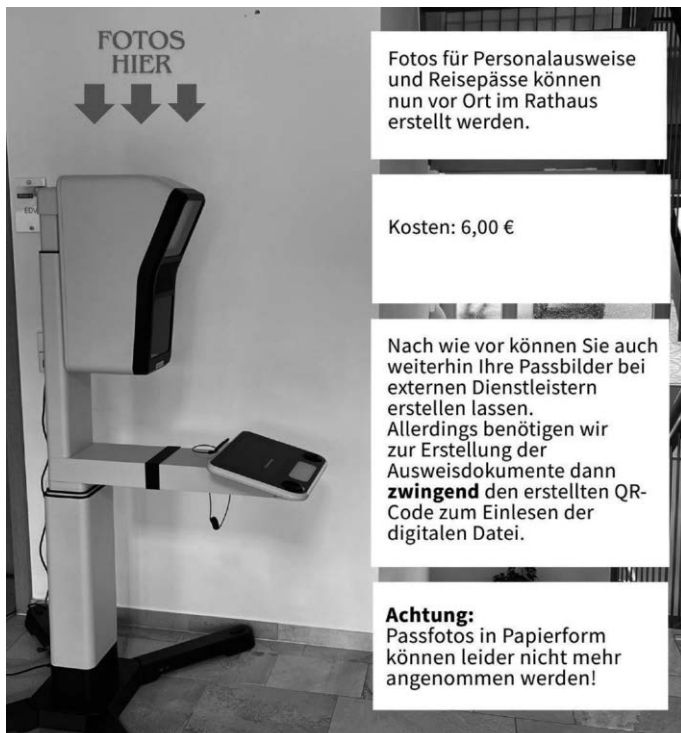 FOTOS
HIER
EDV
Fotos für Personalausweise
und Reisepässe können
nun vor Ort im Rathaus
erstellt werden.
Kosten: 6,00 €
Nach wie vor können Sie auch
weiterhin Ihre Passbilder bei
externen Dienstleistern
erstellen lassen.
Allerdings benötigen wir
zur Erstellung der
Ausweisdokumente dann
zwingend den erstellten QR-
Code zum Einlesen der
digitalen Datei.
Achtung:
Passfotos in Papierform
können leider nicht mehr
angenommen werden!